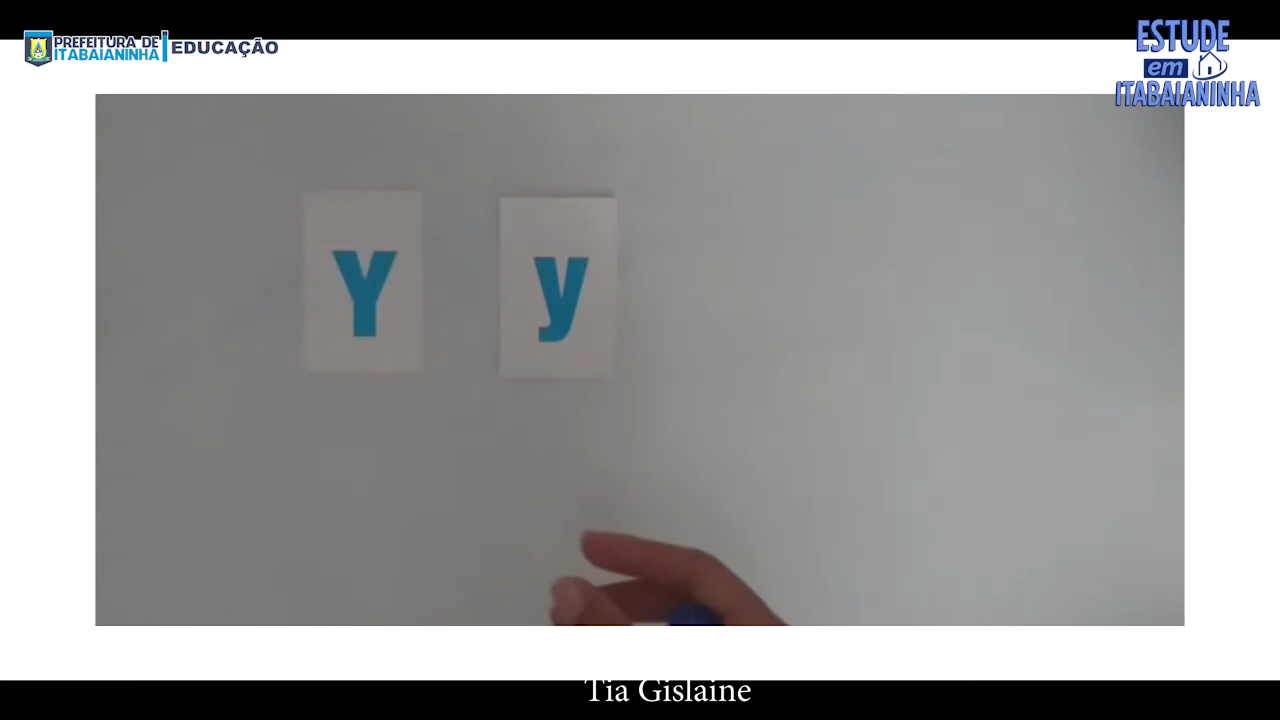 PREFEITURA DE
ITABAIANINHA
EDUCAÇÃO
ESTUDE
em
ITABAIANINHA
Y y
Tia Gislaine